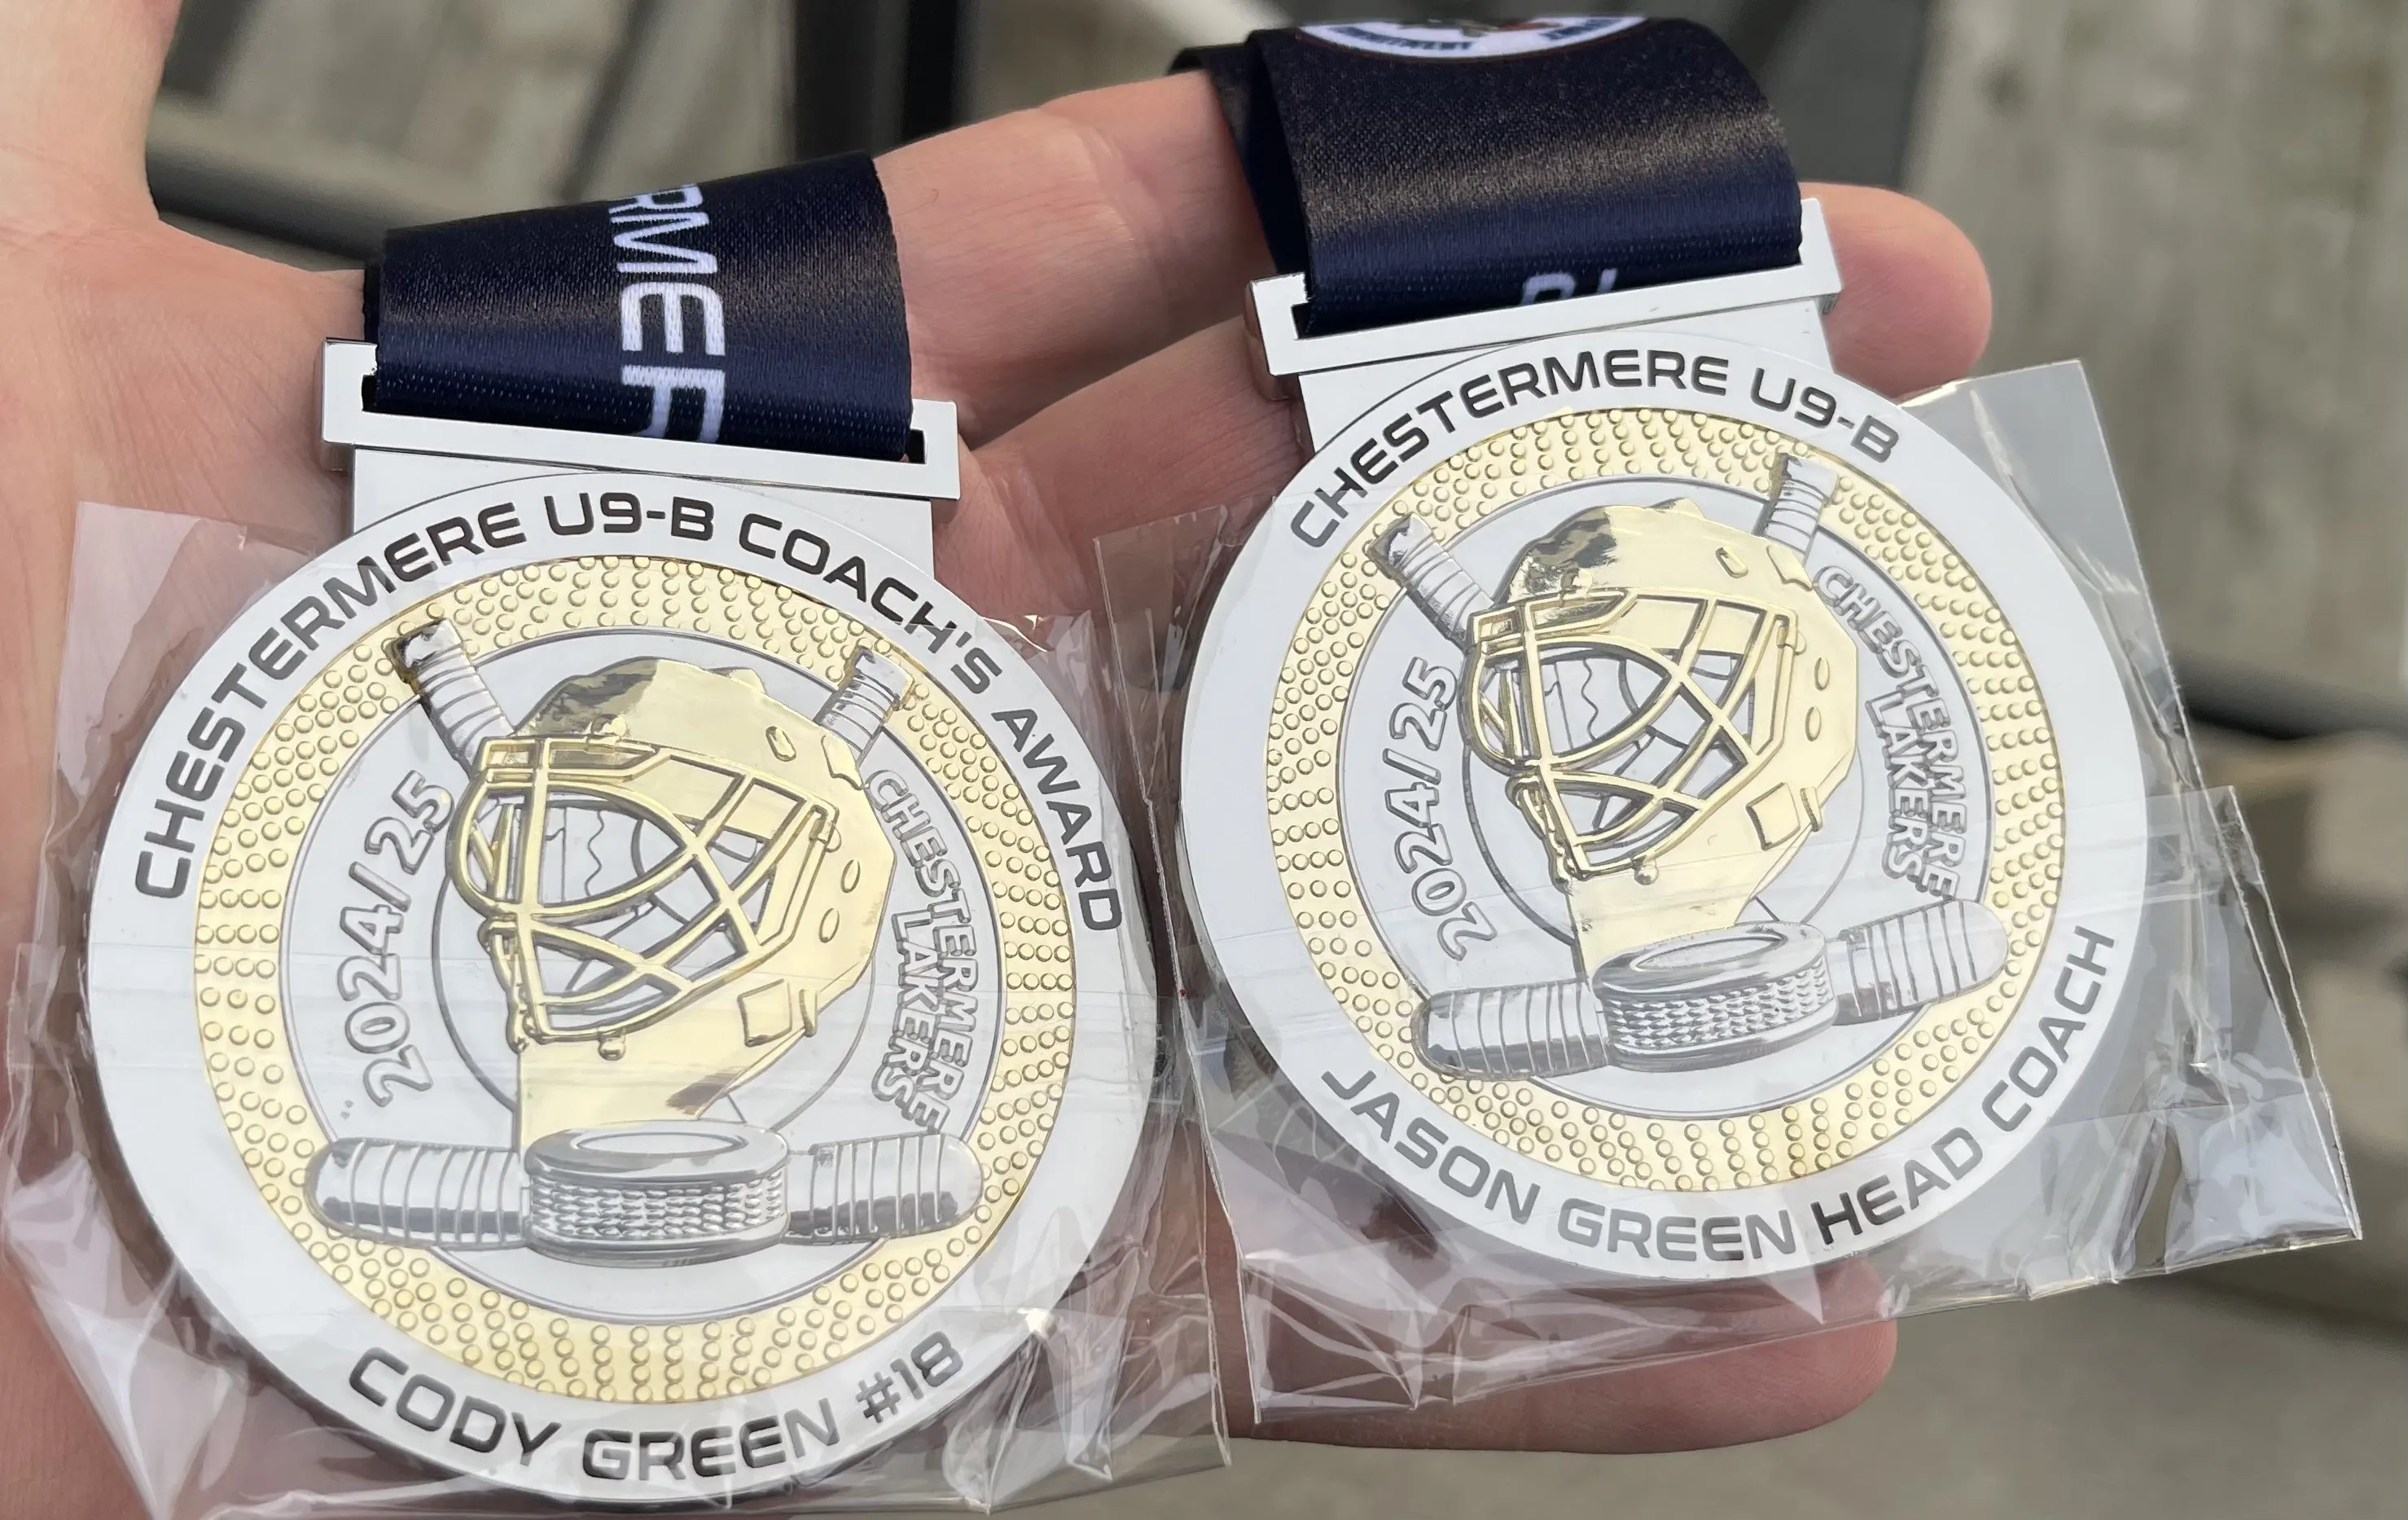 ERMER
CHESTERMERE U9-B COACH'S AWARD
2024/25
CHESTERMERE
LAKERS
CODY GREEN #18
CHESTERMERE U9-B
2024/25
CHESTERMERE
LAKERS
JASON GREEN HEAD COACH